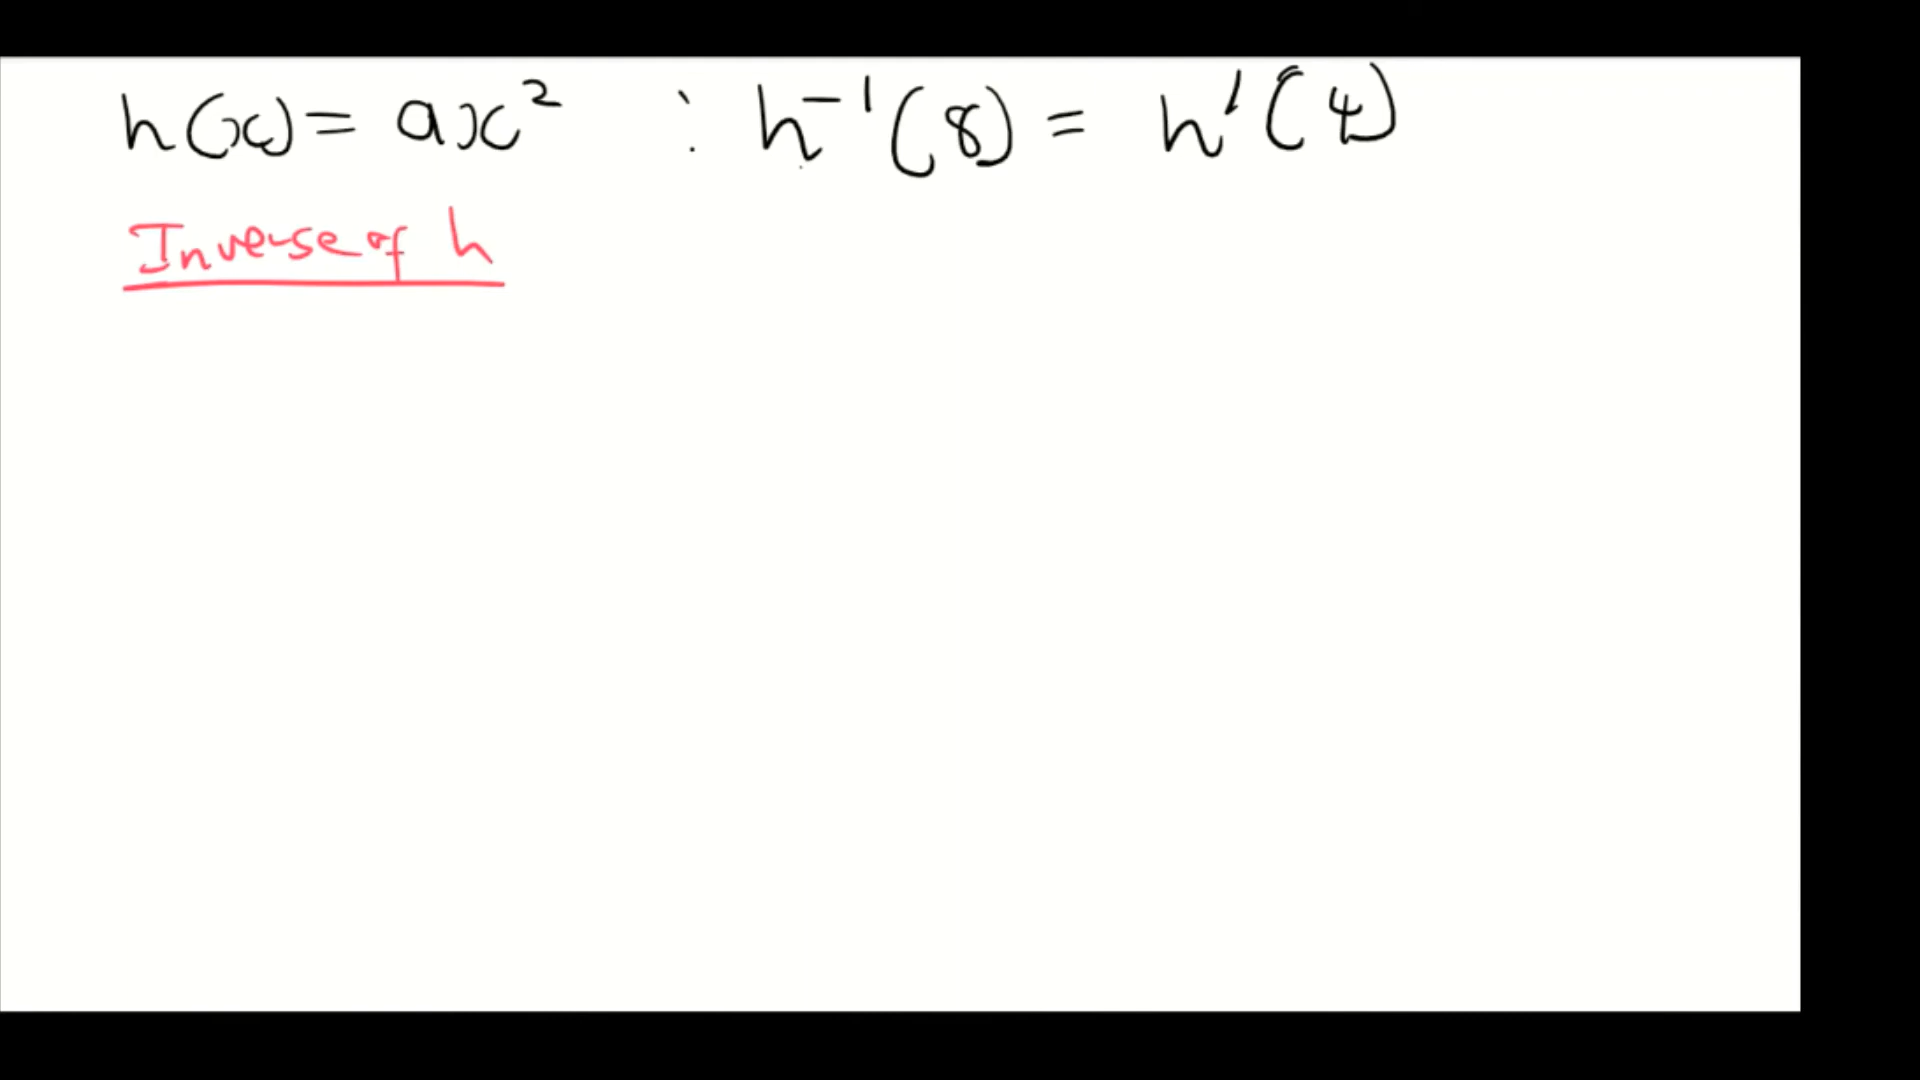 h(x) = ax² : h⁻¹(8) = h'(4)
Inverse of h